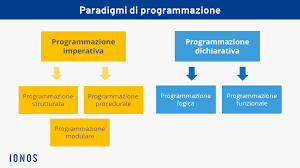 Paradigmi di programmazione
Programmazione
imperativa
Programmazione
dichiarativa
Programmazione
strutturata
Programmazione
procedurale
Programmazione
logica
Programmazione
funzionale
Programmazione
modulare
IONOS